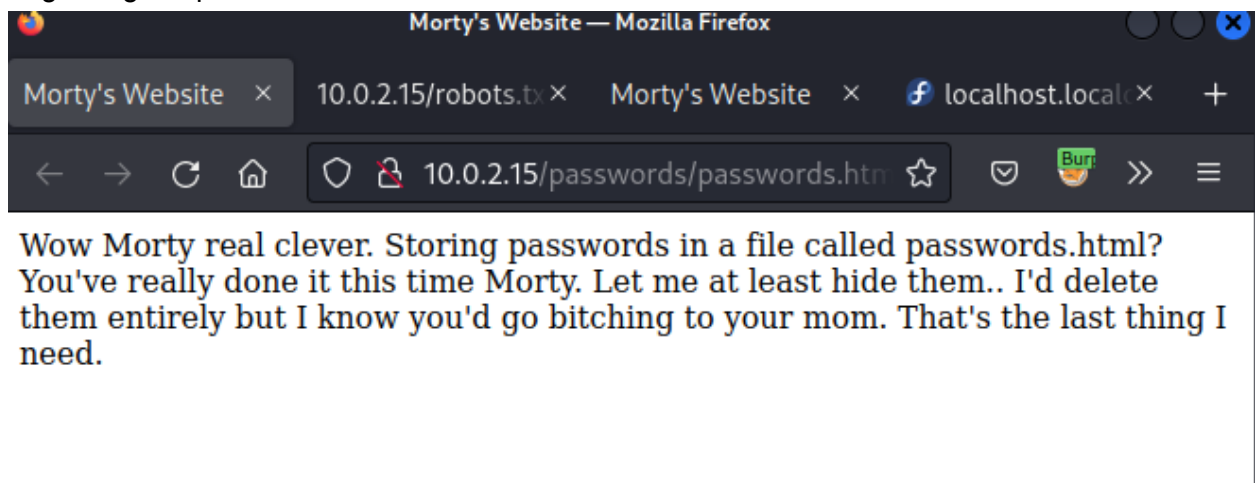 Morty's Website — Mozilla Firefox
Morty's Website 10.0.2.15/robots.tx Morty's Website localhost.localc
10.0.2.15/passwords/passwords.htm Burp
Wow Morty real clever. Storing passwords in a file called passwords.html?
You've really done it this time Morty. Let me at least hide them.. I'd delete
them entirely but I know you'd go bitching to your mom. That's the last thing I
need.